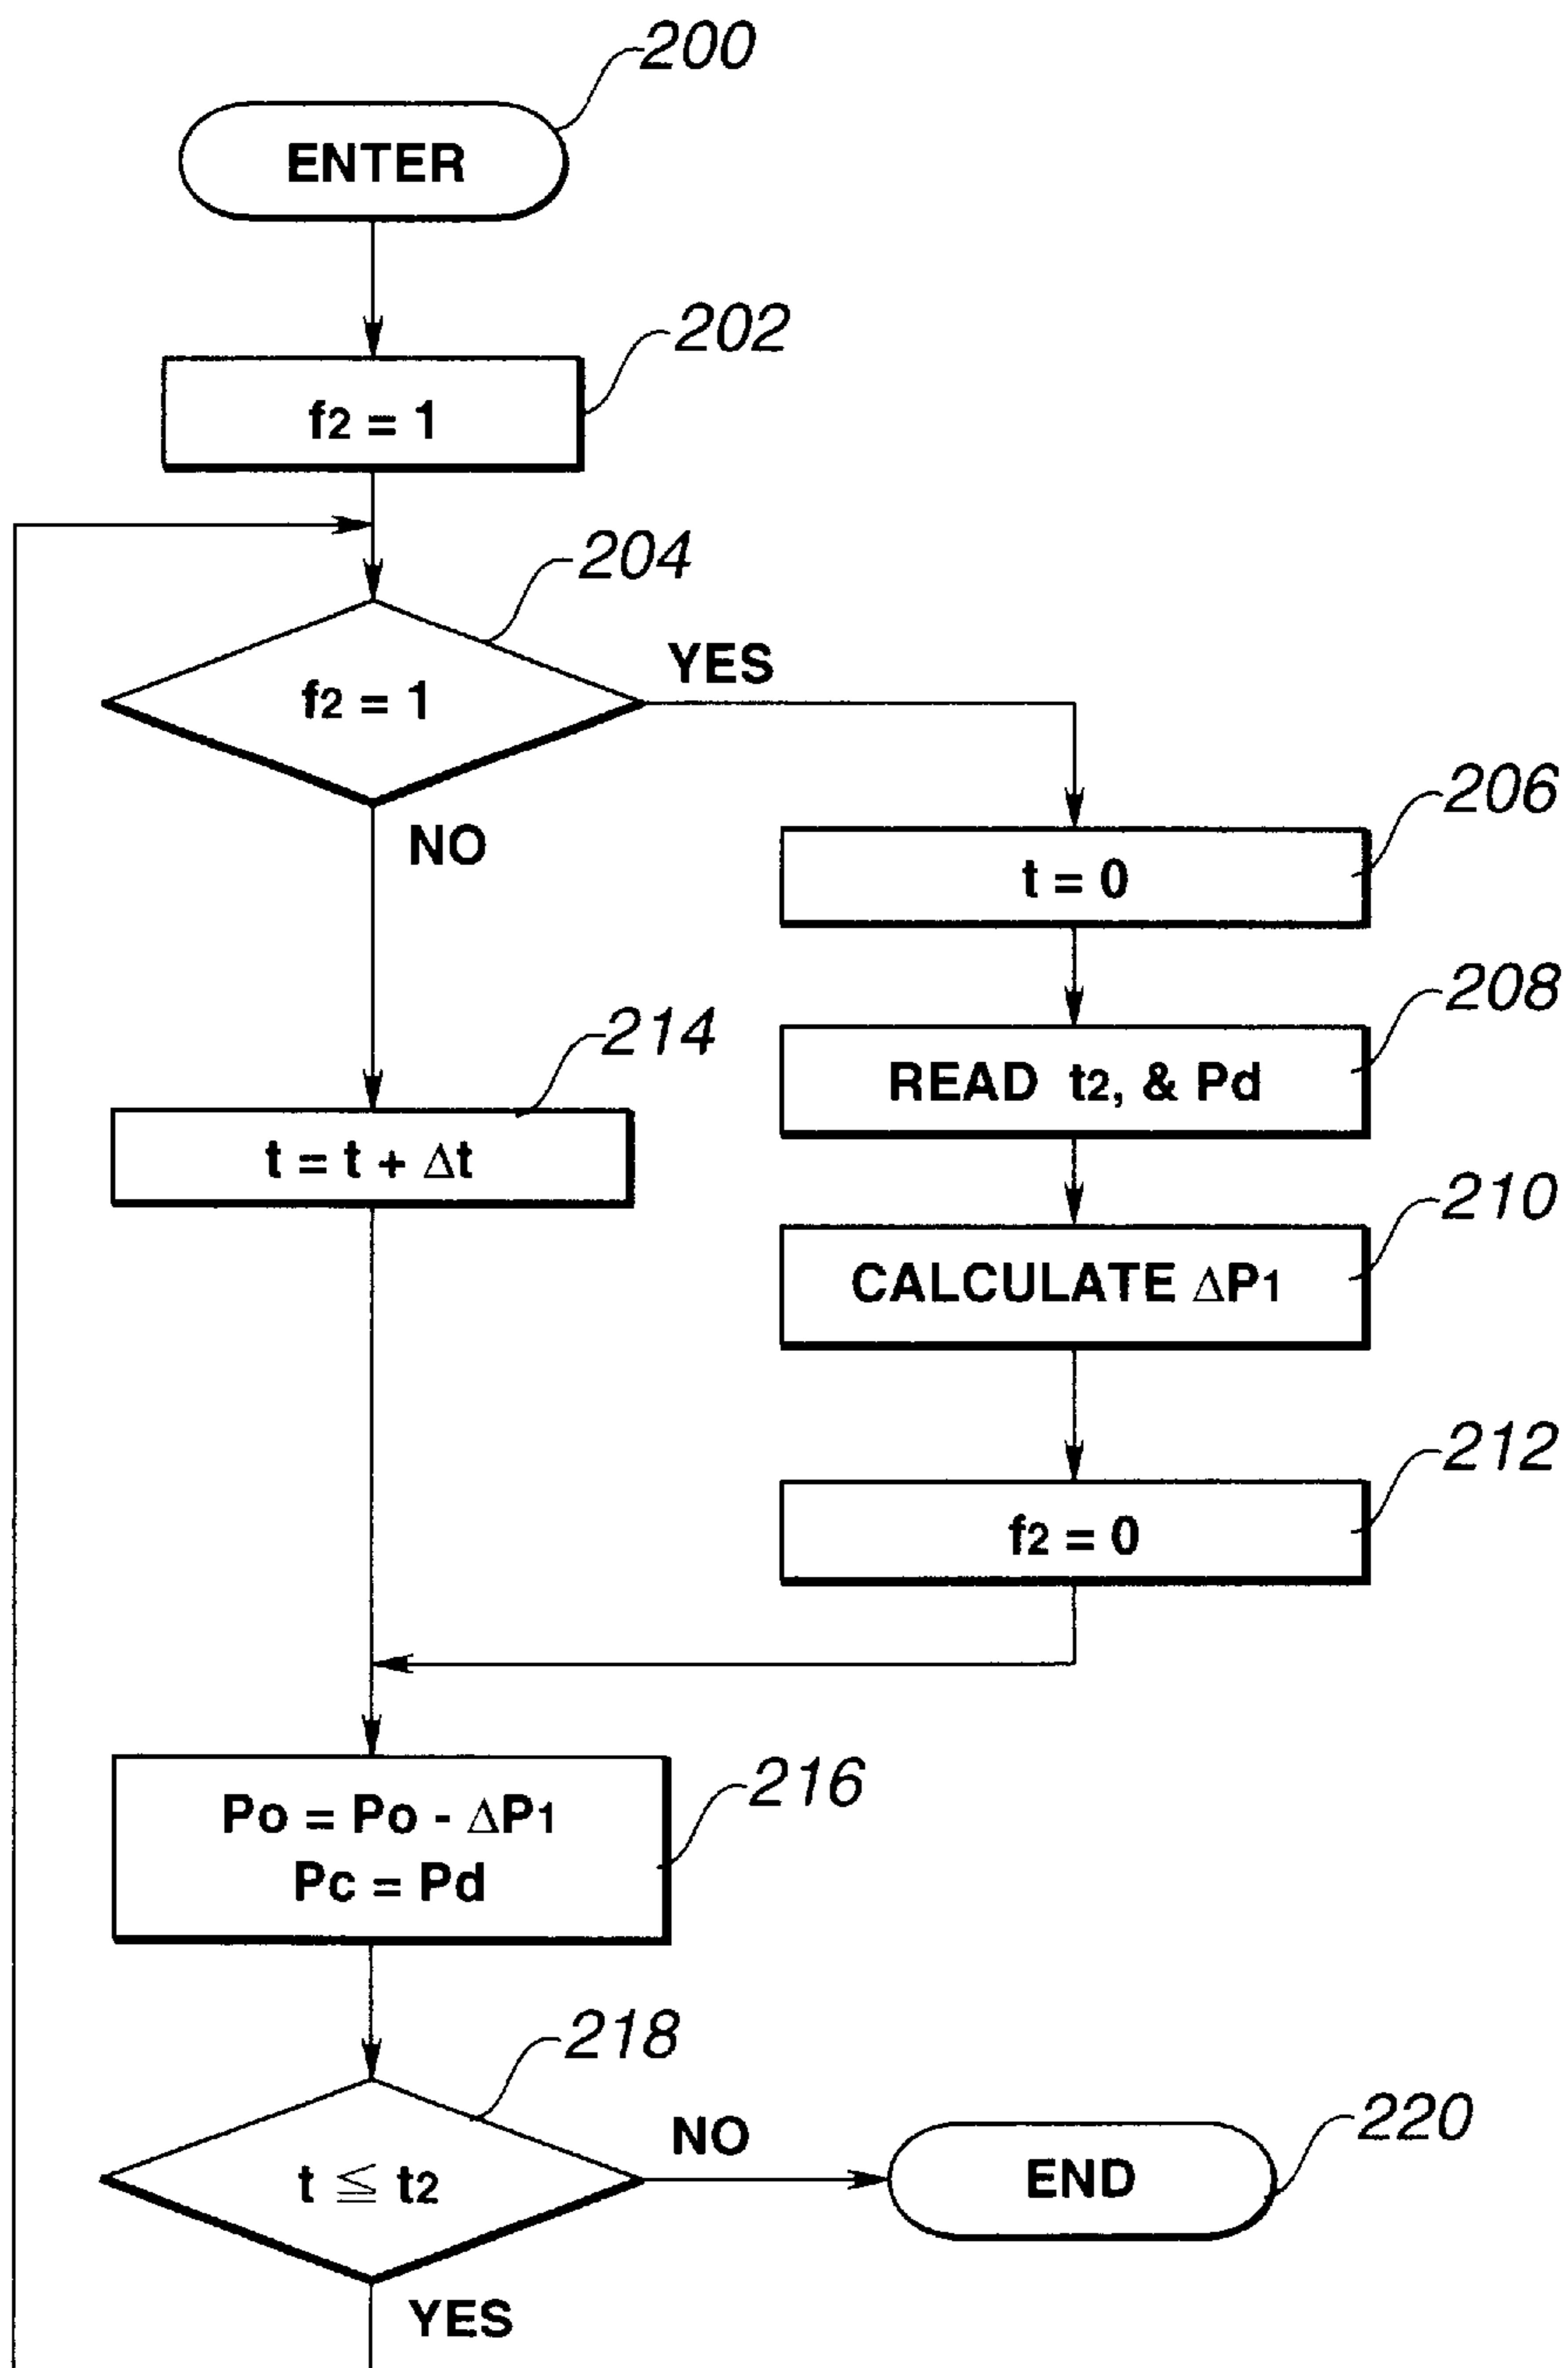 200
ENTER
202
f2 = 1
204
f2 = 1
YES
NO
206
t = 0
208
READ t2, & Pd
210
CALCULATE ΔP1
212
f2 = 0
214
t = t + Δt
216
Po = Po - ΔP1
Pc = Pd
218
t ≦ t2
NO
YES
220
END